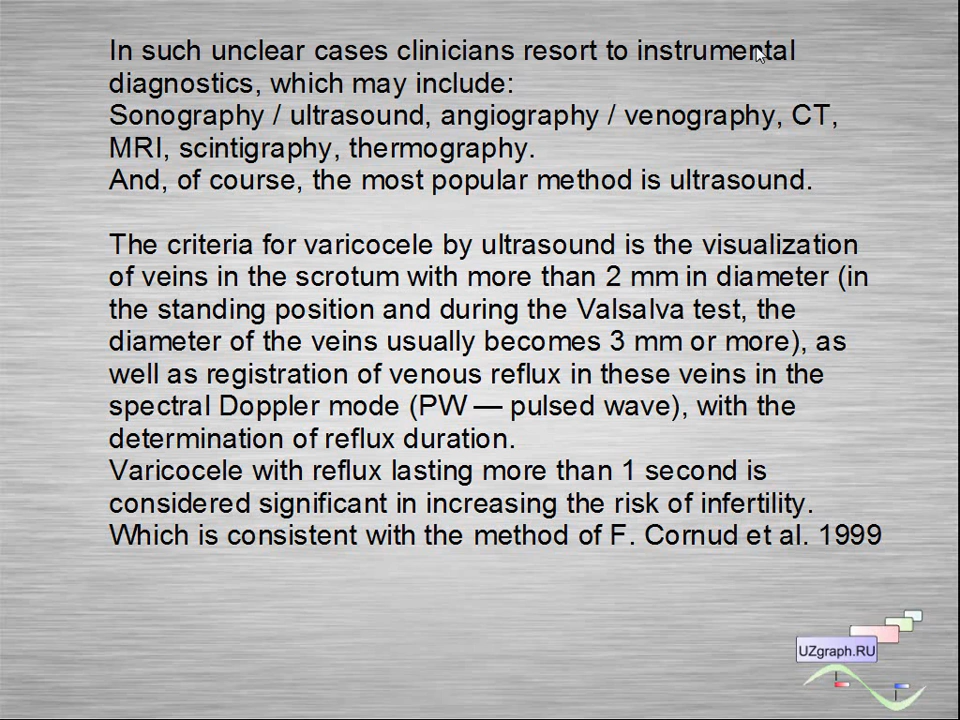 In such unclear cases clinicians resort to instrumental
diagnostics, which may include:
Sonography / ultrasound, angiography / venography, CT,
MRI, scintigraphy, thermography.
And, of course, the most popular method is ultrasound.
The criteria for varicocele by ultrasound is the visualization
of veins in the scrotum with more than 2 mm in diameter (in
the standing position and during the Valsalva test, the
diameter of the veins usually becomes 3 mm or more), as
well as registration of venous reflux in these veins in the
spectral Doppler mode (PW — pulsed wave), with the
determination of reflux duration.
Varicocele with reflux lasting more than 1 second is
considered significant in increasing the risk of infertility.
Which is consistent with the method of F. Cornud et al. 1999
UZgraph.RU